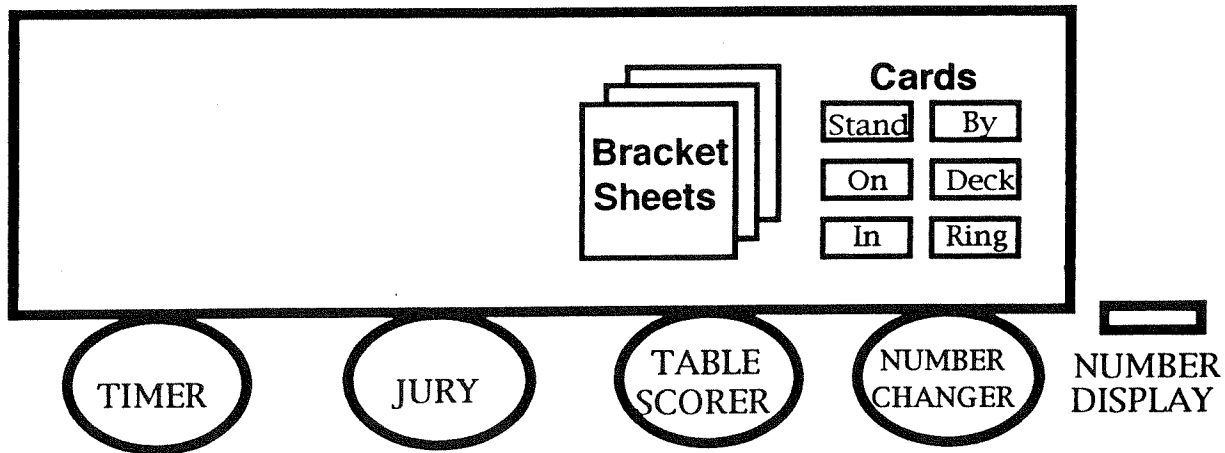 Cards
Stand By
On Deck
In Ring
Bracket
Sheets
TIMER
JURY
TABLE
SCORER
NUMBER
CHANGER
NUMBER
DISPLAY